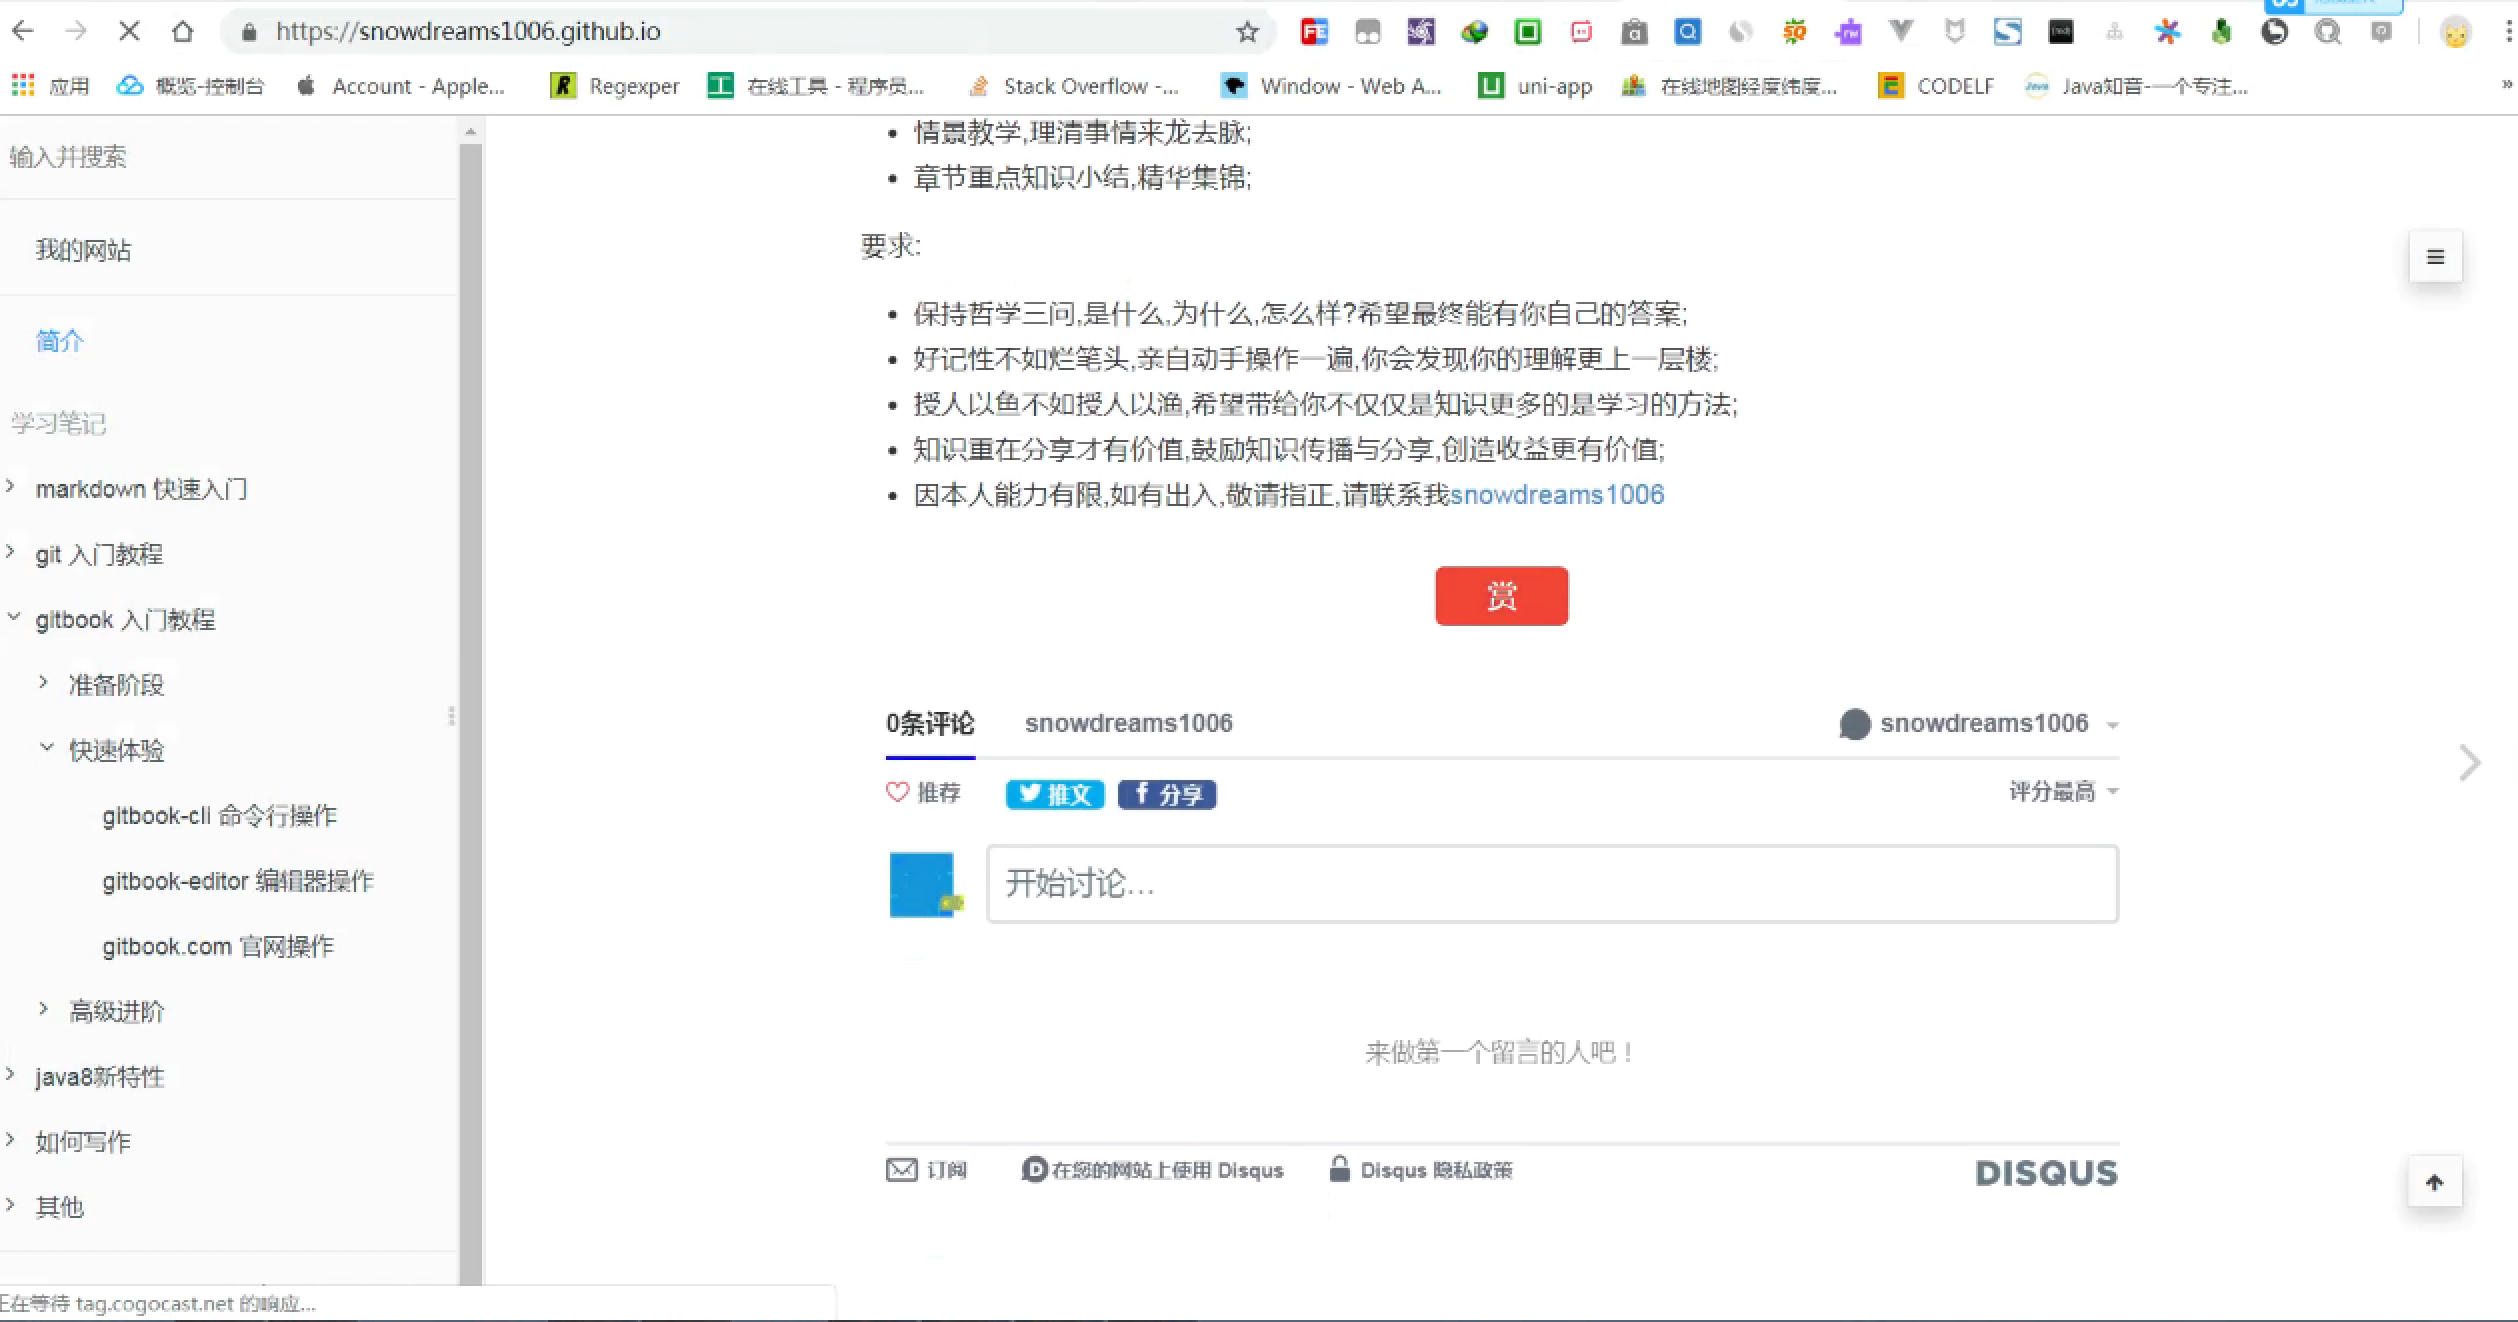 https://snowdreams1006.github.io
应用 概览-控制台 Account - Apple... Regexper 在线工具 - 程序员... Stack Overflow -... Window - Web A... uni-app 在线地图经度纬度... CODELF Java知音-一个专注... »
输入并搜索
我的网站
简介
学习笔记
markdown 快速入门
git 入门教程
gitbook 入门教程
准备阶段
快速体验
gitbook-cli 命令行操作
gitbook-editor 编辑器操作
gitbook.com 官网操作
高级进阶
java8新特性
如何写作
其他
情景教学,理清事情来龙去脉;
章节重点知识小结,精华集锦;
要求:
保持哲学三问,是什么,为什么,怎么样?希望最终能有你自己的答案;
好记性不如烂笔头,亲自动手操作一遍,你会发现你的理解更上一层楼;
授人以鱼不如授人以渔,希望带给你不仅仅是知识更多的是学习的方法;
知识重在分享才有价值,鼓励知识传播与分享,创造收益更有价值;
因本人能力有限,如有出入,敬请指正,请联系我snowdreams1006
赏
0条评论 snowdreams1006 snowdreams1006
推荐 推文 分享 评分最高
开始讨论...
来做第一个留言的人吧！
订阅 在您的网站上使用 Disqus Disqus 隐私政策 DISQUS
正在等待 tag.cogocast.net 的响应...